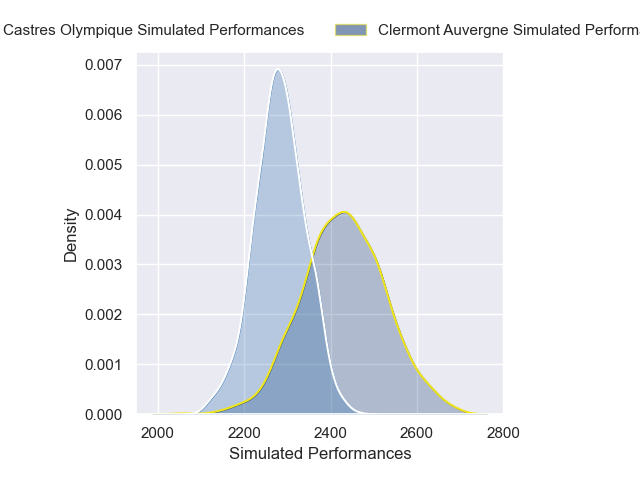 Castres Olympique Simulated Performances
Clermont Auvergne Simulated Perform
0.007
0.006
0.005
0.004
0.003
0.002
0.001
0.000
Density
2000 2200 2400 2600 2800
Simulated Performances